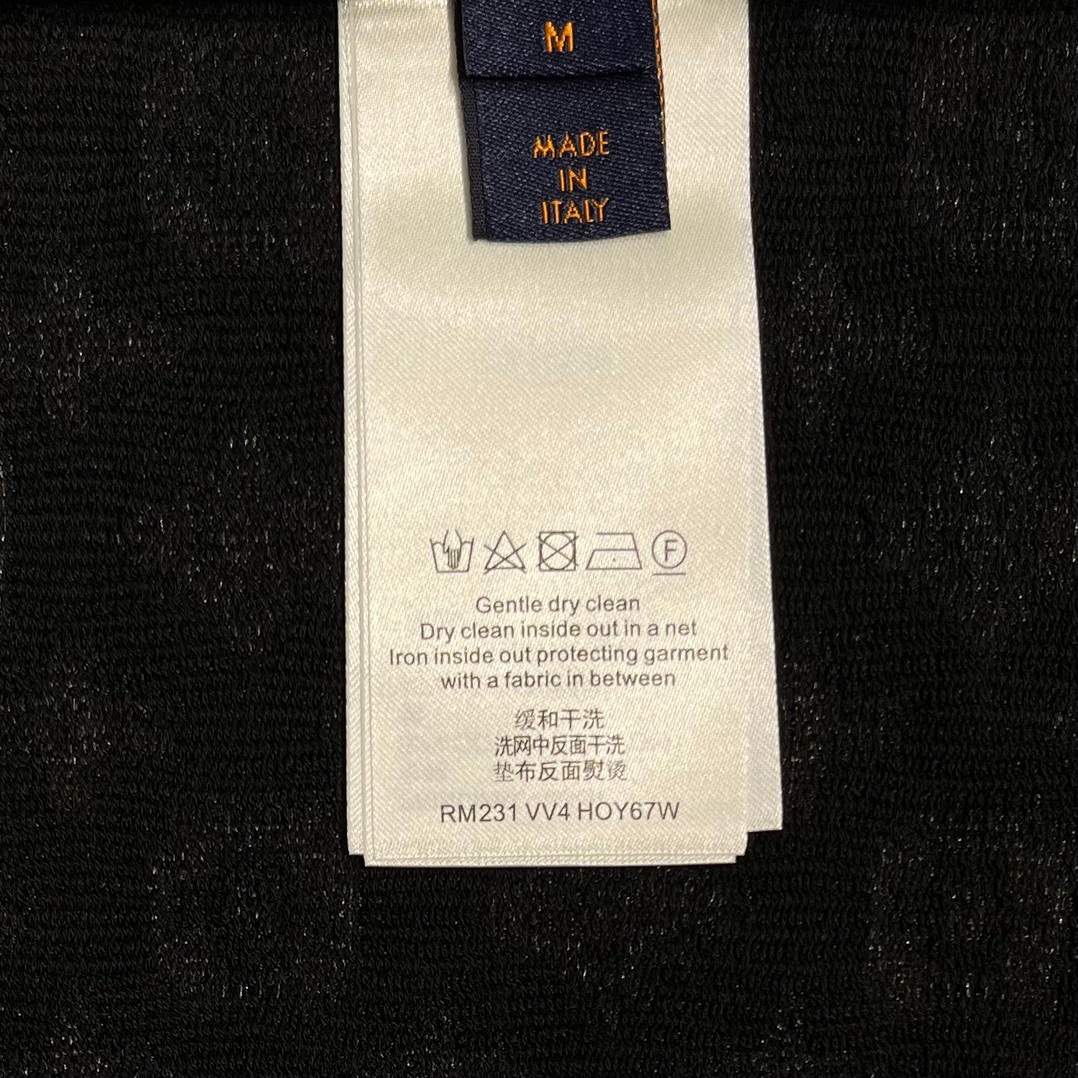 M
MADE
IN
ITALY
F
Gentle dry clean
Dry clean inside out in a net
Iron inside out protecting garment
with a fabric in between
缓和干洗
洗网中反面干洗
垫布反面熨烫
RM231 VV4 HOY67W